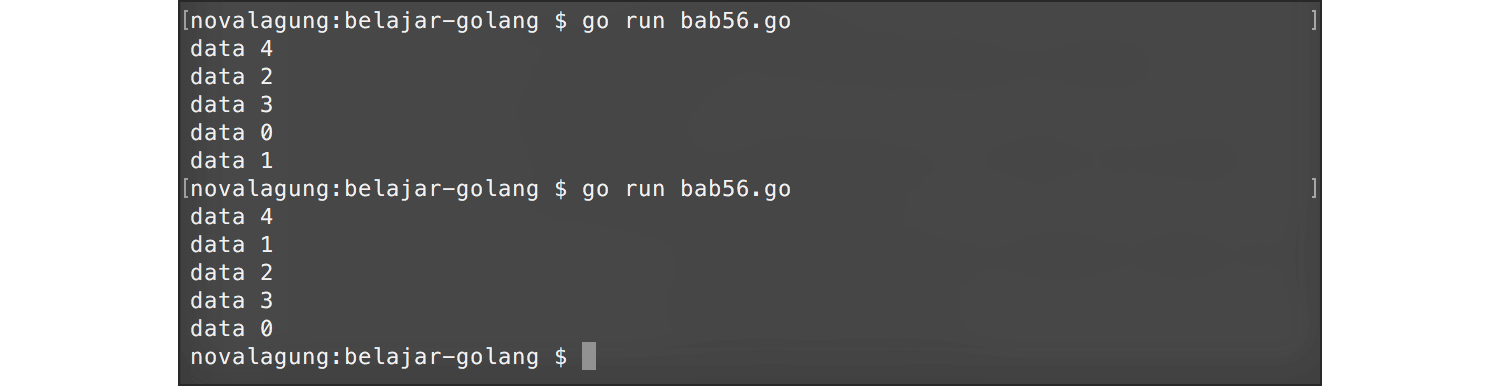 [novalagung:belajar-golang $ go run bab56.go ]
data 4
data 2
data 3
data 0
data 1
[novalagung:belajar-golang $ go run bab56.go ]
data 4
data 1
data 2
data 3
data 0
novalagung:belajar-golang $